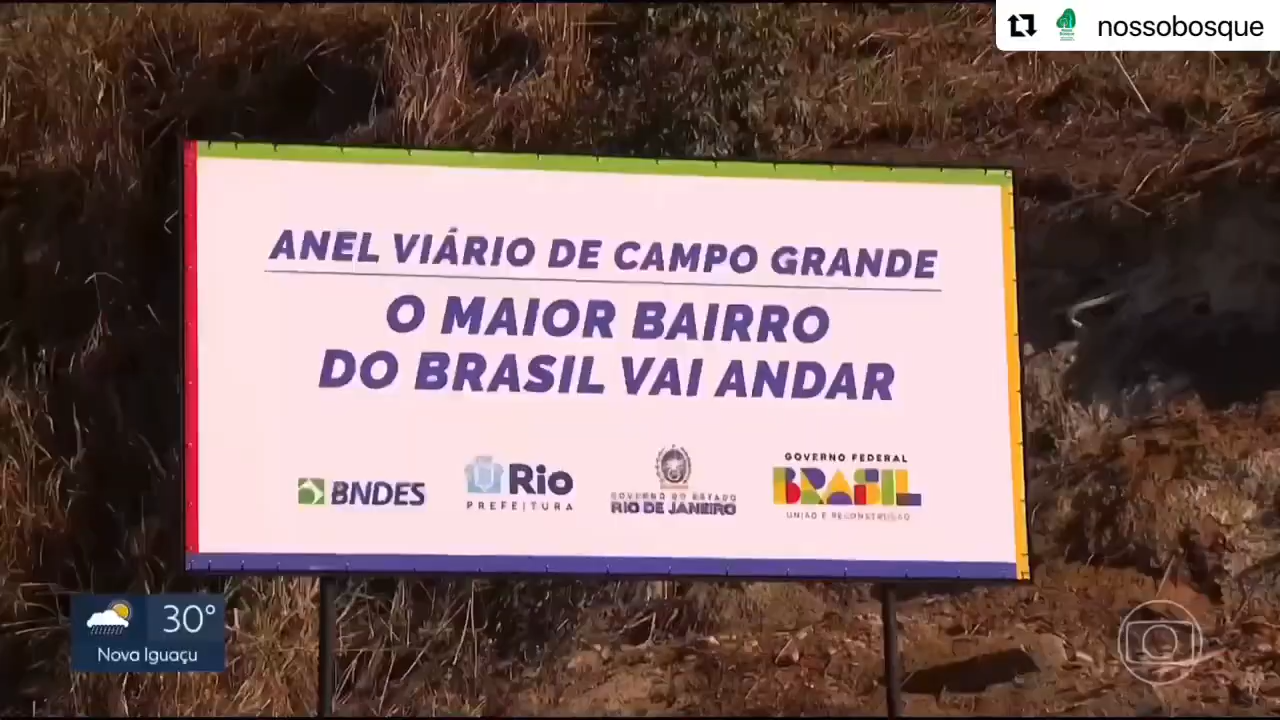 nossobosque
ANEL VIÁRIO DE CAMPO GRANDE
O MAIOR BAIRRO
DO BRASIL VAI ANDAR
BNDES
Rio
PREFEITURA
GOVERNO DO ESTADO
RIO DE JANEIRO
GOVERNO FEDERAL
BRASIL
UNIÃO E RECONSTRUÇÃO
30°
Nova Iguaçu